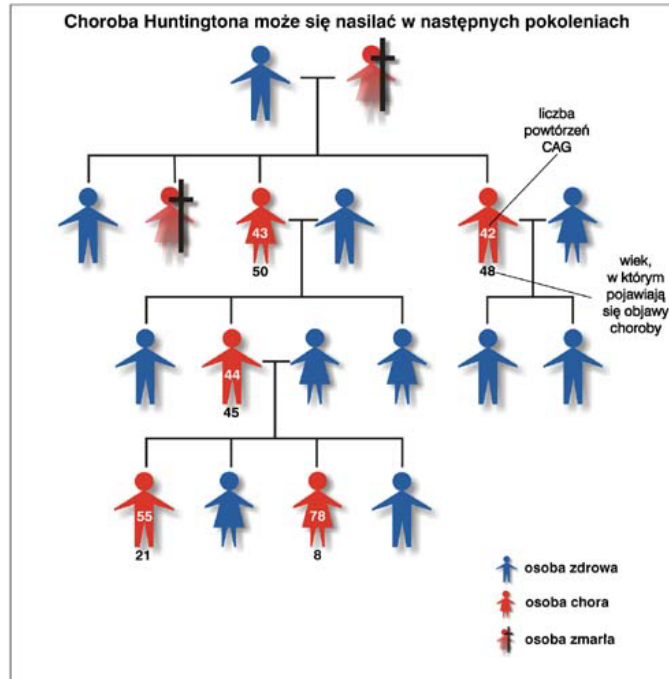 Choroba Huntingtona może się nasilać w następnych pokoleniach
liczba
powtórzeń
CAG
43
42
50
48
wiek,
w którym
pojawiają
się objawy
choroby
44
45
55
78
21
8
osoba zdrowa
osoba chora
osoba zmarła